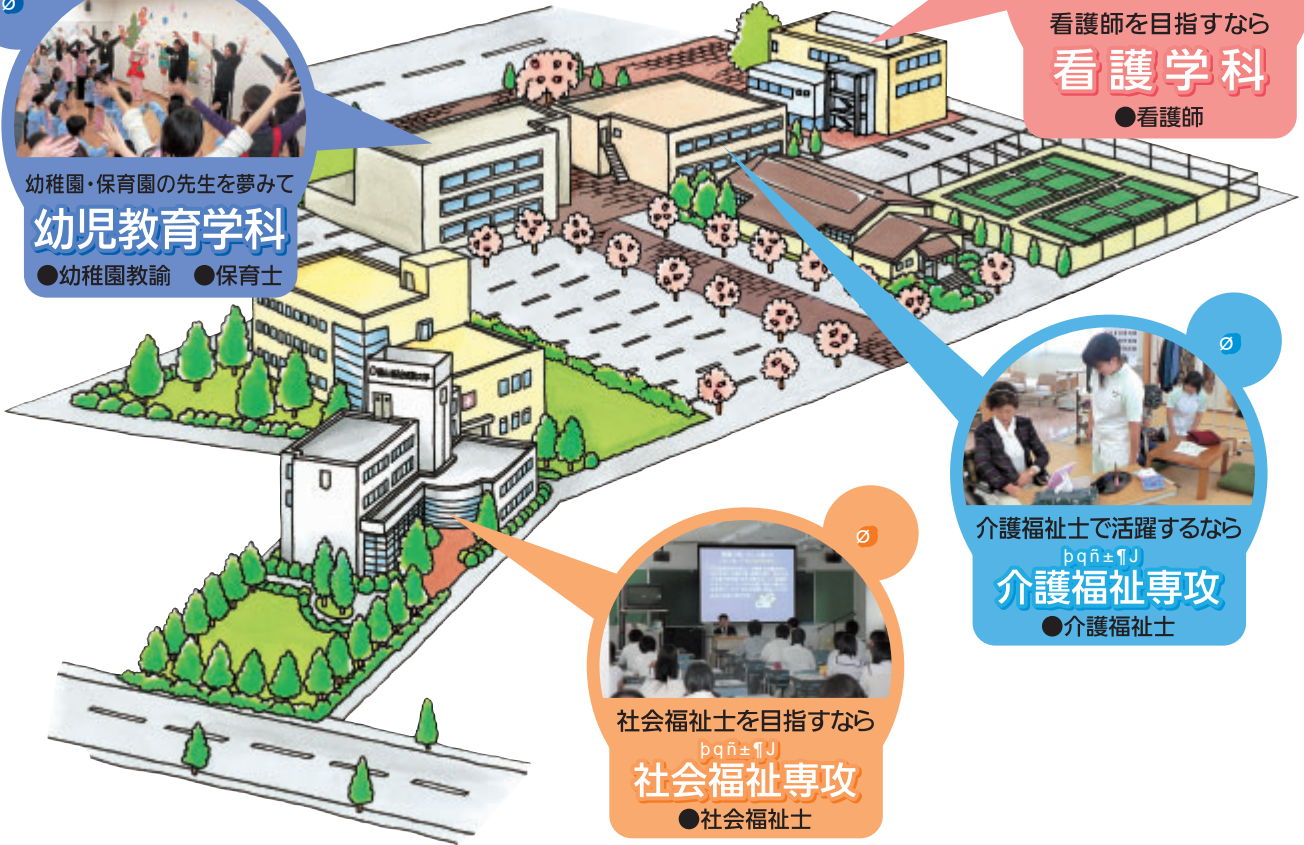 看護師を目指すなら
看護学科
●看護師
Ø
幼稚園・保育園の先生を夢みて
幼児教育学科
●幼稚園教諭 ●保育士
Ø
介護福祉士で活躍するなら
þqñ±¶J
介護福祉専攻
●介護福祉士
Ø
社会福祉士を目指すなら
þqñ±¶J
社会福祉専攻
●社会福祉士